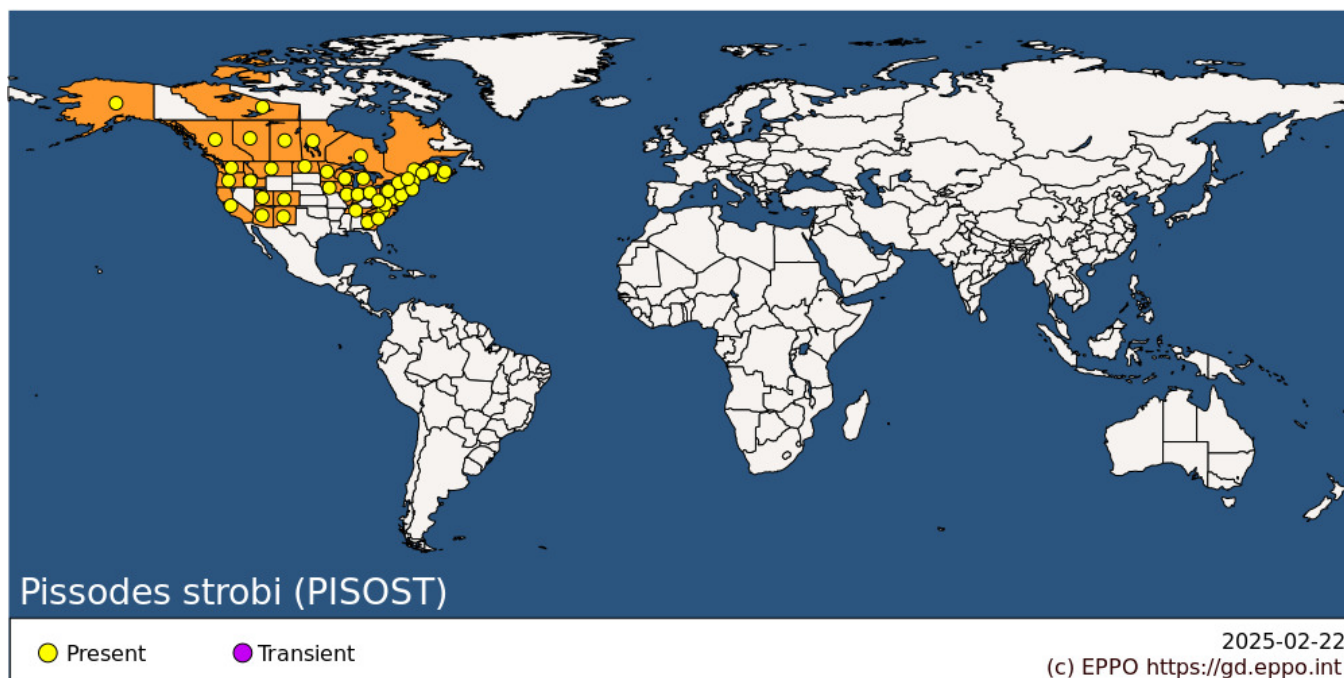 Pissodes strobi (PISOST)
Present
Transient
2025-02-22
(c) EPPO https://gd.eppo.int